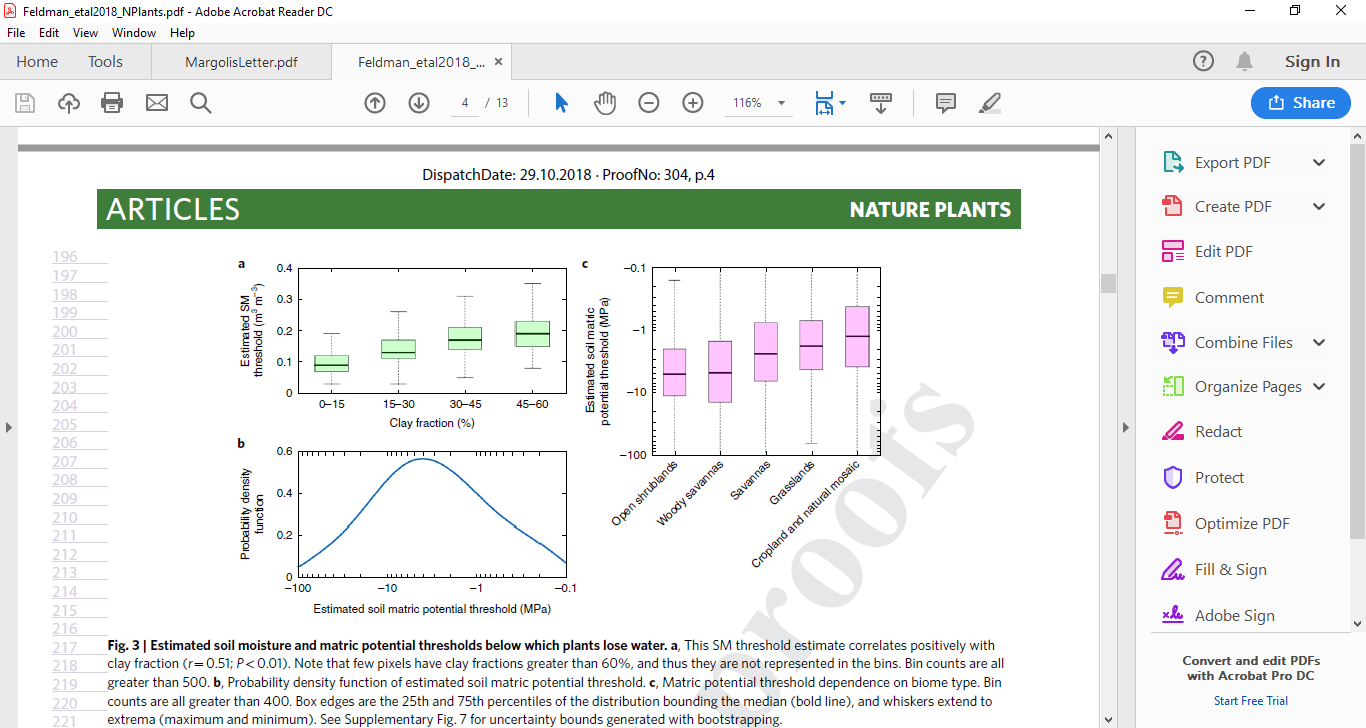 Feldman_etal2018_NPlants.pdf - Adobe Acrobat Reader DC
File Edit View Window Help
Home Tools MargolisLetter.pdf Feldman_etal2018_... × Sign In
4 / 13 116% Share
DispatchDate: 29.10.2018 · ProofNo: 304, p.4
ARTICLES NATURE PLANTS
196
197
198
199
200
201
202
203
204
205
206
207
208
209
210
211
212
213
214
215
216
217
218
219
220
221
a
Estimated SM
threshold (m³ m⁻³)
0.4
0.3
0.2
0.1
0
0–15 15–30 30–45 45–60
Clay fraction (%)
b
Probability density
function
0.6
0.4
0.2
0
−100 −10 −1 −0.1
Estimated soil matric potential threshold (MPa)
c
Estimated soil matric
potential threshold (MPa)
−0.1
−1
−10
−100
Open shrublands
Woody savannas
Savannas
Grasslands
Cropland and natural mosaic
proofs
Fig. 3 | Estimated soil moisture and matric potential thresholds below which plants lose water. a, This SM threshold estimate correlates positively with
clay fraction (r = 0.51; P < 0.01). Note that few pixels have clay fractions greater than 60%, and thus they are not represented in the bins. Bin counts are all
greater than 500. b, Probability density function of estimated soil matric potential threshold. c, Matric potential threshold dependence on biome type. Bin
counts are all greater than 400. Box edges are the 25th and 75th percentiles of the distribution bounding the median (bold line), and whiskers extend to
extrema (maximum and minimum). See Supplementary Fig. 7 for uncertainty bounds generated with bootstrapping.
Export PDF
Create PDF
Edit PDF
Comment
Combine Files
Organize Pages
Redact
Protect
Optimize PDF
Fill & Sign
Adobe Sign
Convert and edit PDFs
with Acrobat Pro DC
Start Free Trial